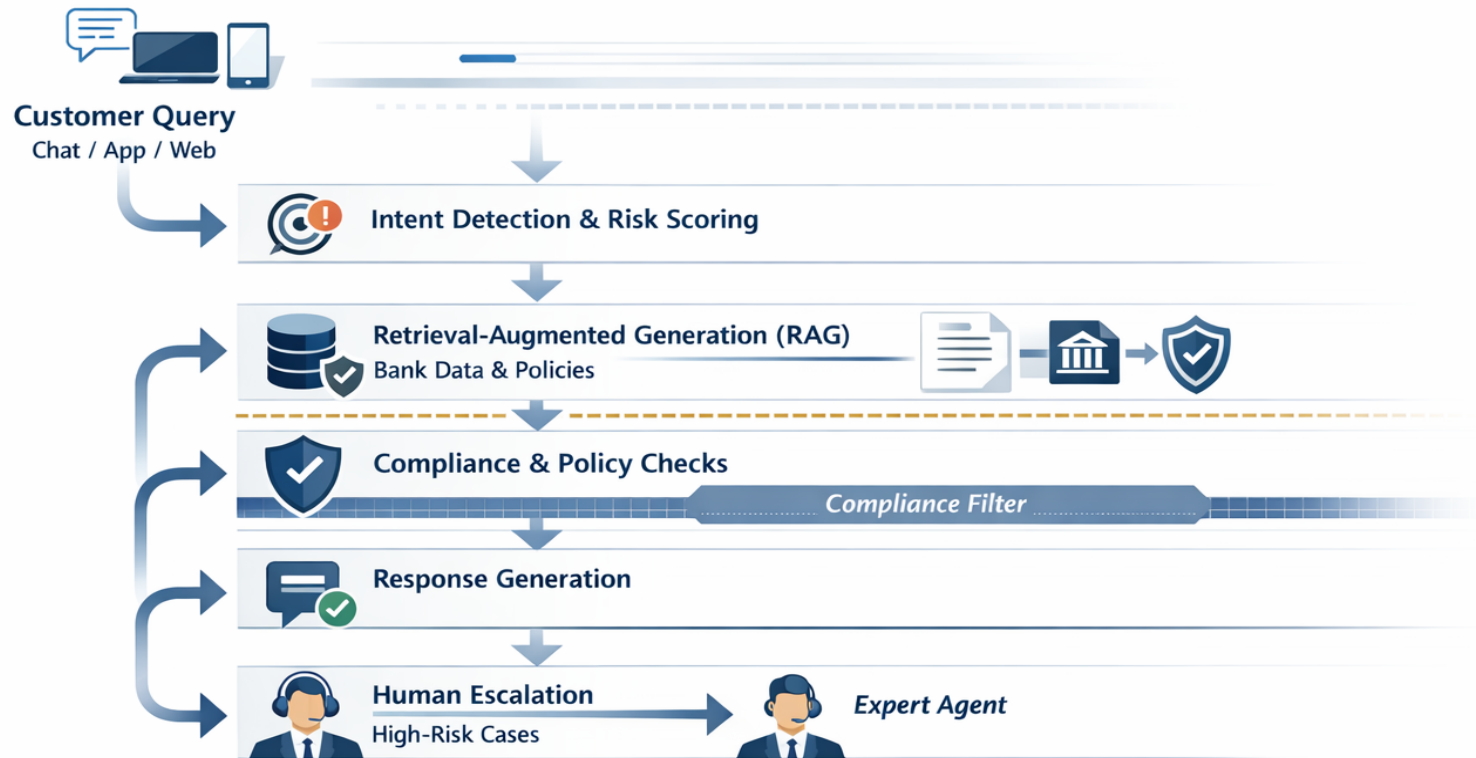 Customer Query
Chat / App / Web
Intent Detection & Risk Scoring
Retrieval-Augmented Generation (RAG)
Bank Data & Policies
Compliance & Policy Checks
Compliance Filter
Response Generation
Human Escalation
High-Risk Cases
Expert Agent